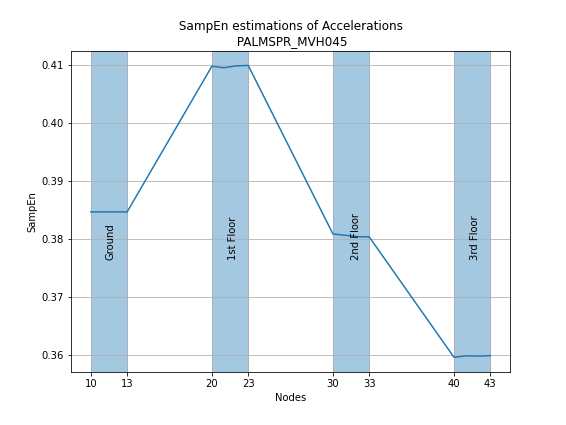 SampEn estimations of Accelerations
PALMSPR_MVH045
0.41
0.40
0.39
0.38
0.37
0.36
SampEn
Ground
1st Floor
2nd Floor
3rd Floor
10 13 20 23 30 33 40 43
Nodes